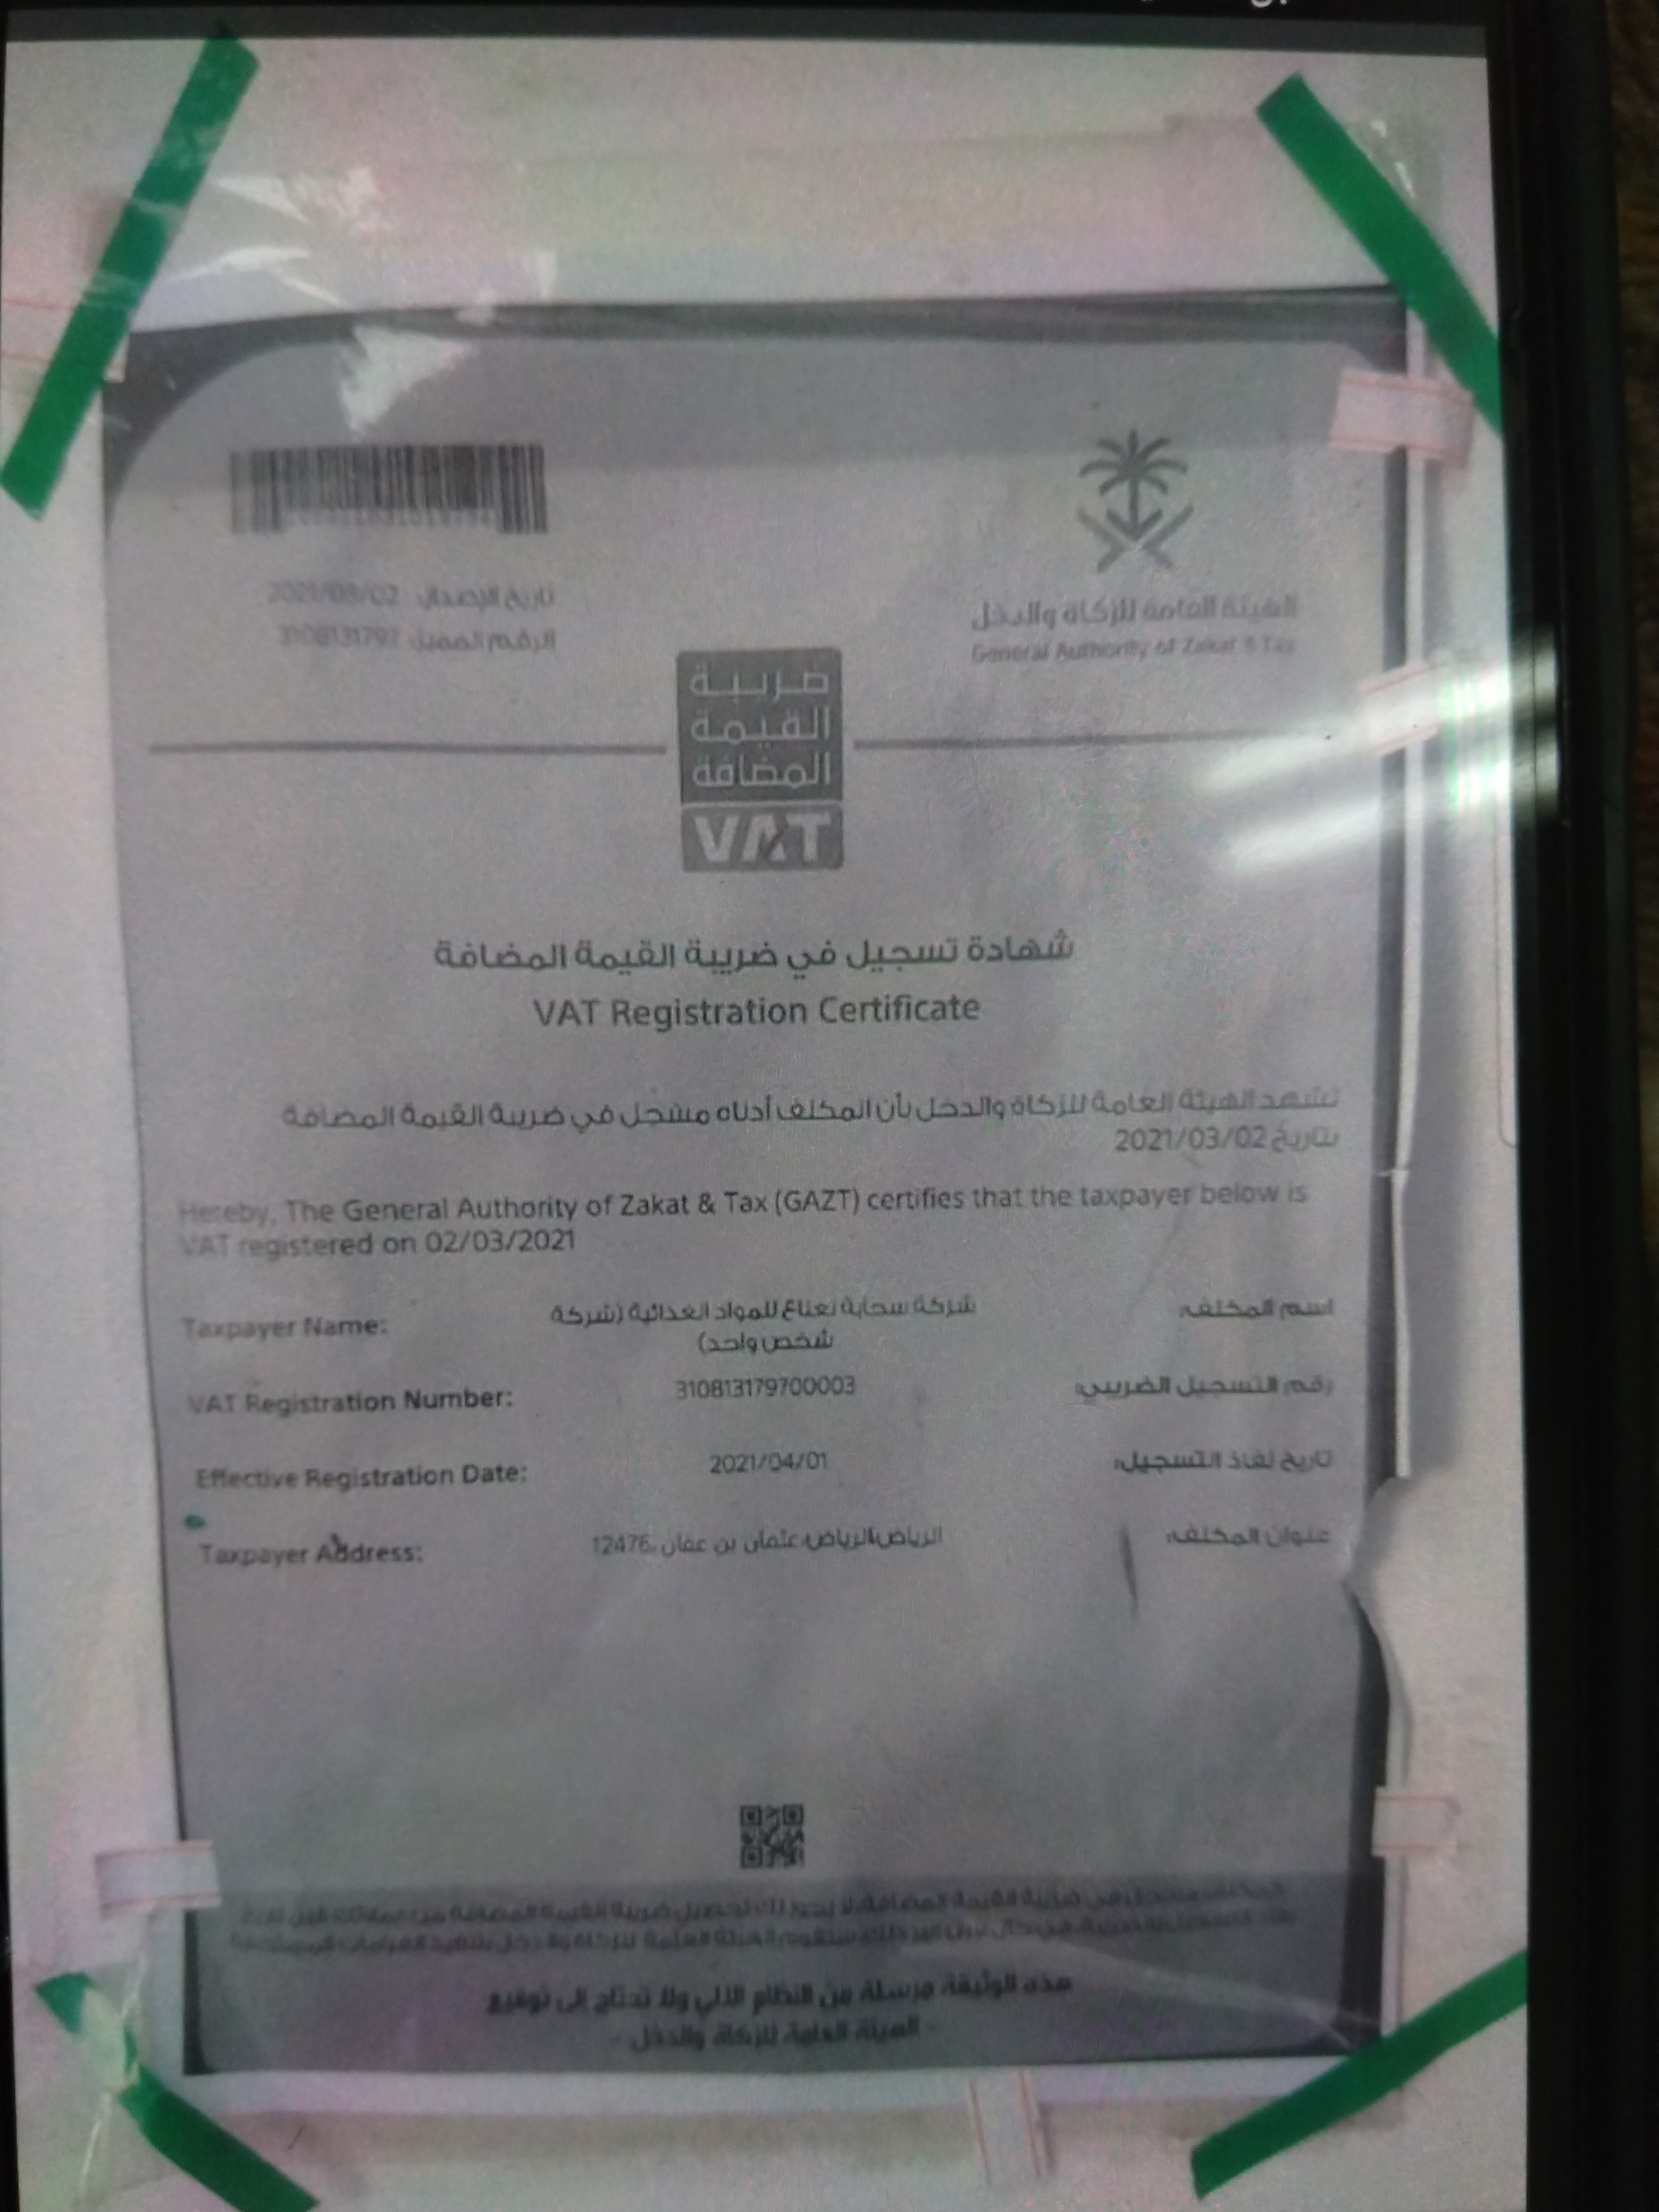 تاريخ الإصدار: 2021/03/02
الرقم المميز:
الهيئة العامة للزكاة والدخل
General Authority of Zakat & Tax
ضريبة
القيمة
المضافة
VAT
شهادة تسجيل في ضريبة القيمة المضافة
VAT Registration Certificate
تشهد الهيئة العامة للزكاة والدخل بأن المكلف أدناه مسجل في ضريبة القيمة المضافة
بتاريخ 2021/03/02
Hereby, The General Authority of Zakat & Tax (GAZT) certifies that the taxpayer below is
VAT registered on 02/03/2021
Taxpayer Name: شركة سحابة نعناع للمواد الغذائية (شركة شخص واحد) اسم المكلف:
VAT Registration Number: 310813179700003 رقم التسجيل الضريبي:
Effective Registration Date: 2021/04/01 تاريخ نفاذ التسجيل:
Taxpayer Address: الرياض،الرياض،عثمان بن عفان ،12476 عنوان المكلف:
هذه الوثيقة مرسلة من النظام الآلي ولا تحتاج إلى توقيع
- الهيئة العامة للزكاة والدخل -